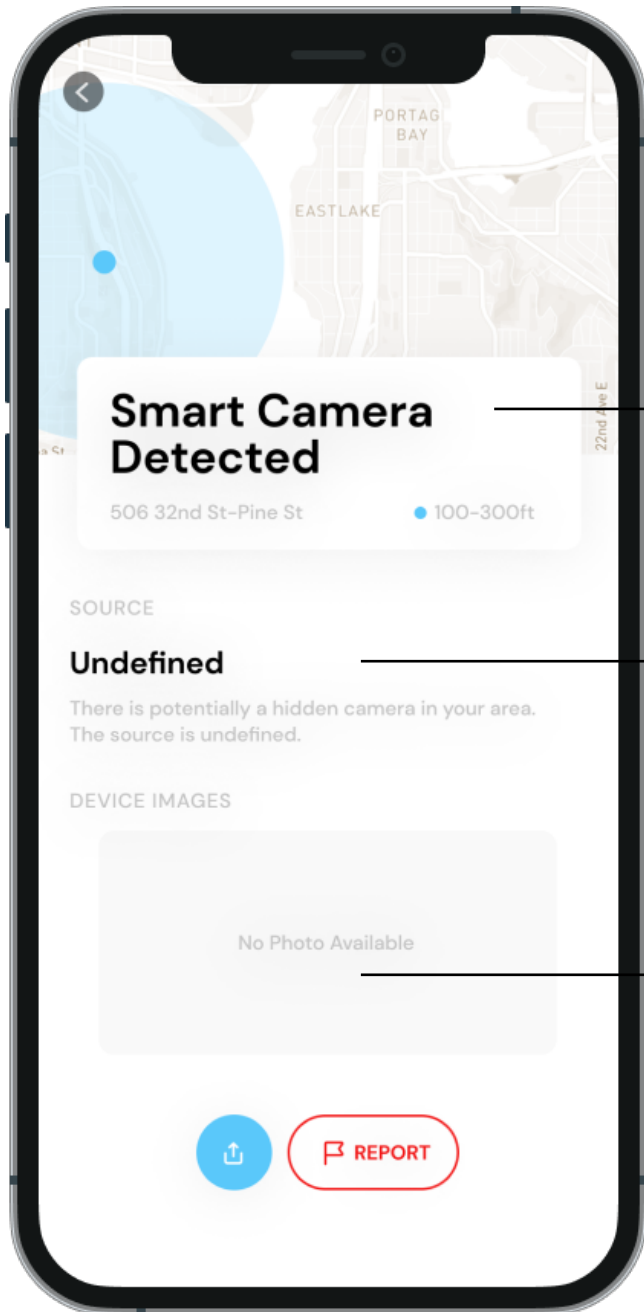 PORTAG
BAY
EASTLAKE
22nd Ave E
Smart Camera
Detected
506 32nd St-Pine St
100-300ft
SOURCE
Undefined
There is potentially a hidden camera in your area.
The source is undefined.
DEVICE IMAGES
No Photo Available
REPORT